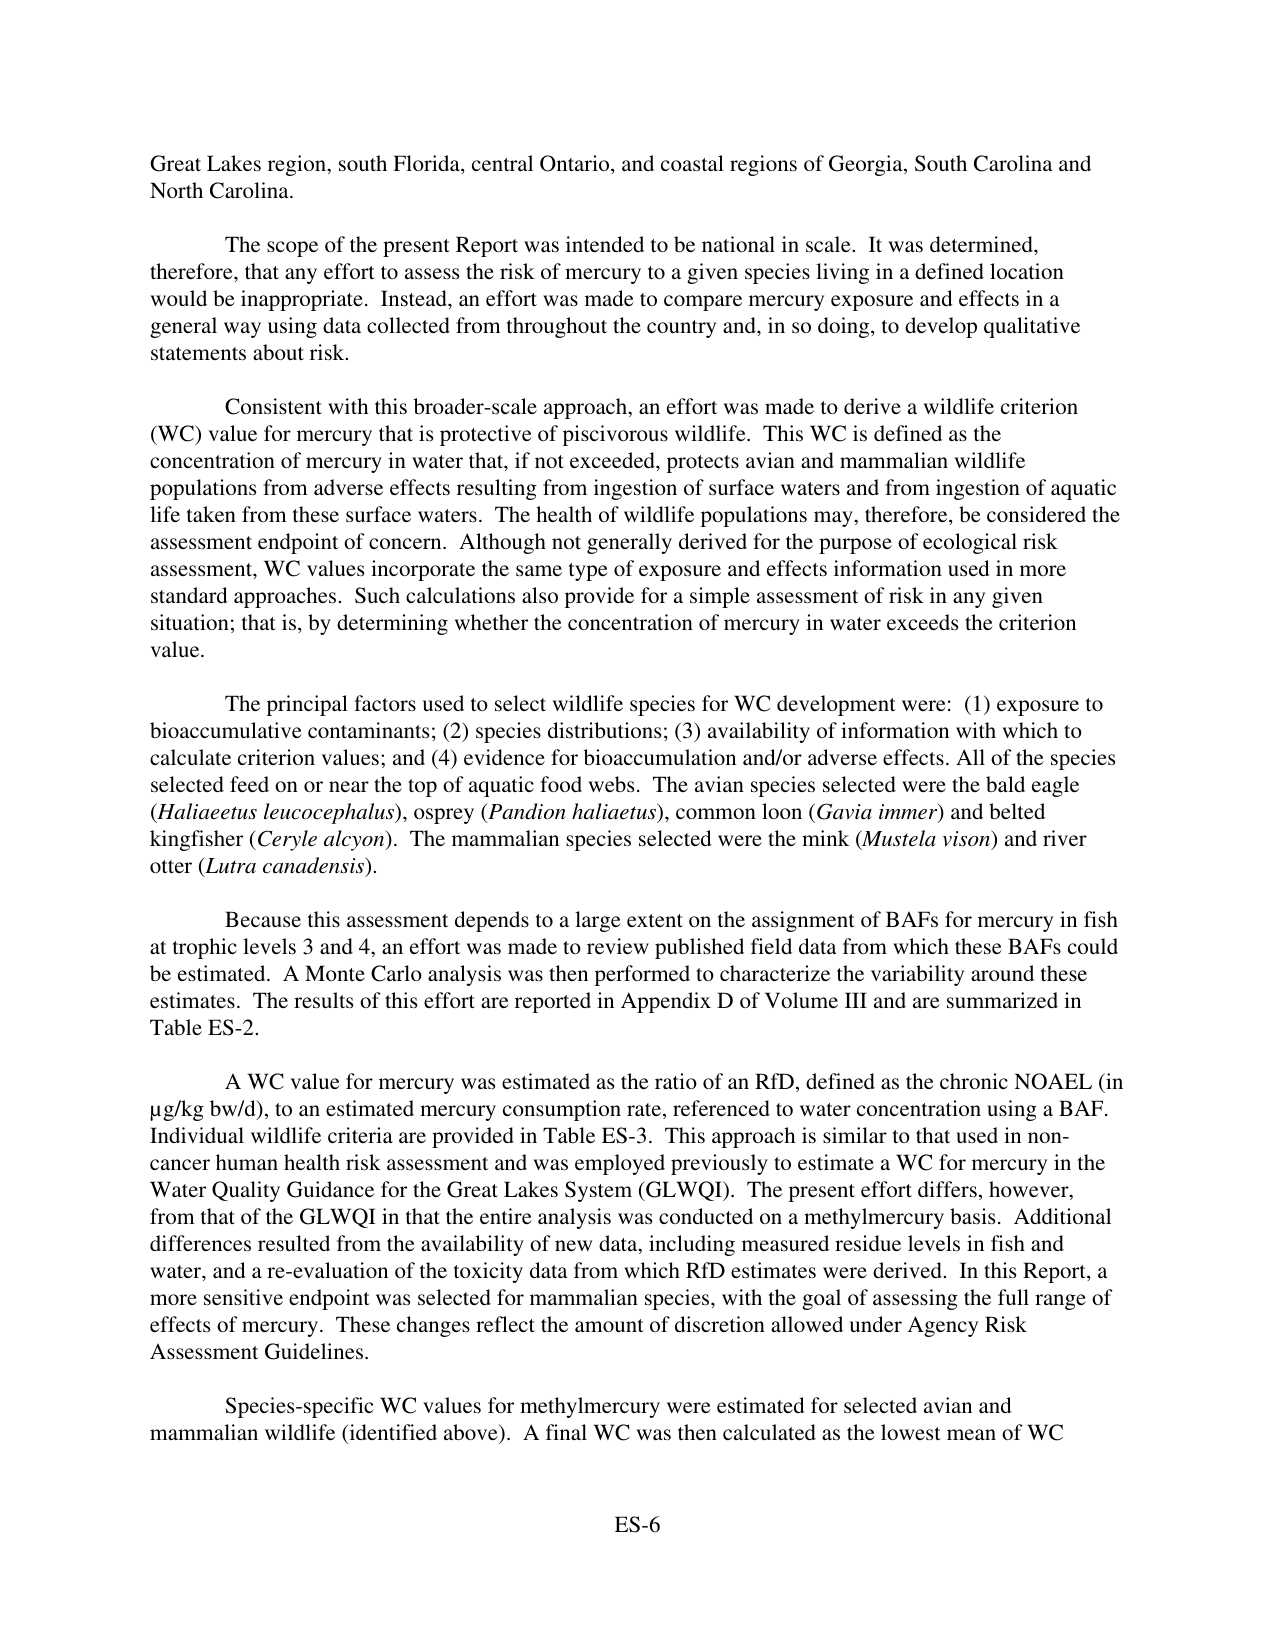 Great Lakes region, south Florida, central Ontario, and coastal regions of Georgia, South Carolina and
North Carolina.
The scope of the present Report was intended to be national in scale.  It was determined,
therefore, that any effort to assess the risk of mercury to a given species living in a defined location
would be inappropriate.  Instead, an effort was made to compare mercury exposure and effects in a
general way using data collected from throughout the country and, in so doing, to develop qualitative
statements about risk.
Consistent with this broader-scale approach, an effort was made to derive a wildlife criterion
(WC) value for mercury that is protective of piscivorous wildlife.  This WC is defined as the
concentration of mercury in water that, if not exceeded, protects avian and mammalian wildlife
populations from adverse effects resulting from ingestion of surface waters and from ingestion of aquatic
life taken from these surface waters.  The health of wildlife populations may, therefore, be considered the
assessment endpoint of concern.  Although not generally derived for the purpose of ecological risk
assessment, WC values incorporate the same type of exposure and effects information used in more
standard approaches.  Such calculations also provide for a simple assessment of risk in any given
situation; that is, by determining whether the concentration of mercury in water exceeds the criterion
value.
The principal factors used to select wildlife species for WC development were:  (1) exposure to
bioaccumulative contaminants; (2) species distributions; (3) availability of information with which to
calculate criterion values; and (4) evidence for bioaccumulation and/or adverse effects. All of the species
selected feed on or near the top of aquatic food webs.  The avian species selected were the bald eagle
(Haliaeetus leucocephalus), osprey (Pandion haliaetus), common loon (Gavia immer) and belted
kingfisher (Ceryle alcyon).  The mammalian species selected were the mink (Mustela vison) and river
otter (Lutra canadensis).
Because this assessment depends to a large extent on the assignment of BAFs for mercury in fish
at trophic levels 3 and 4, an effort was made to review published field data from which these BAFs could
be estimated.  A Monte Carlo analysis was then performed to characterize the variability around these
estimates.  The results of this effort are reported in Appendix D of Volume III and are summarized in
Table ES-2.
A WC value for mercury was estimated as the ratio of an RfD, defined as the chronic NOAEL (in
µg/kg bw/d), to an estimated mercury consumption rate, referenced to water concentration using a BAF.
Individual wildlife criteria are provided in Table ES-3.  This approach is similar to that used in non-
cancer human health risk assessment and was employed previously to estimate a WC for mercury in the
Water Quality Guidance for the Great Lakes System (GLWQI).  The present effort differs, however,
from that of the GLWQI in that the entire analysis was conducted on a methylmercury basis.  Additional
differences resulted from the availability of new data, including measured residue levels in fish and
water, and a re-evaluation of the toxicity data from which RfD estimates were derived.  In this Report, a
more sensitive endpoint was selected for mammalian species, with the goal of assessing the full range of
effects of mercury.  These changes reflect the amount of discretion allowed under Agency Risk
Assessment Guidelines.
Species-specific WC values for methylmercury were estimated for selected avian and
mammalian wildlife (identified above).  A final WC was then calculated as the lowest mean of WC
ES-6